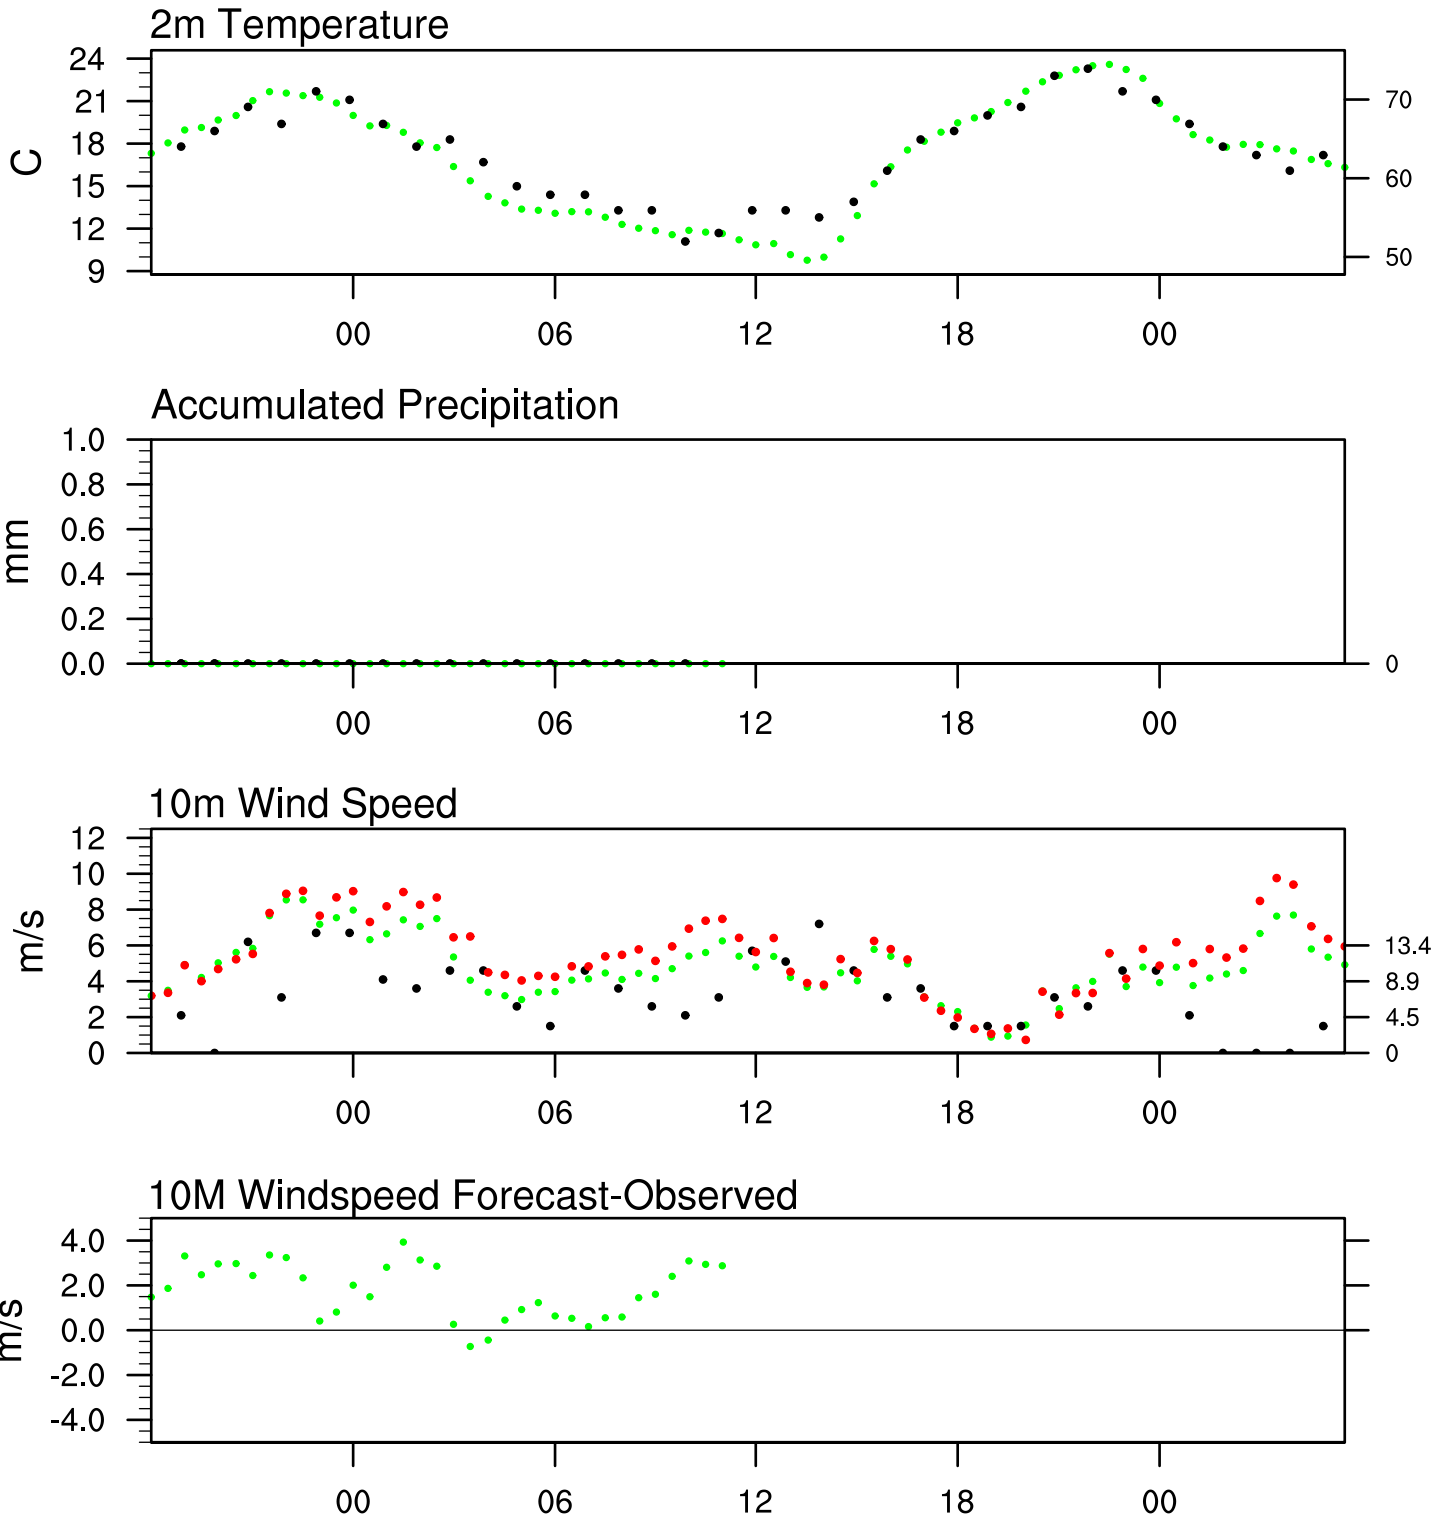 2m Temperature
24
21
18
15
12
9
C
70
60
50
00 06 12 18 00
Accumulated Precipitation
1.0
0.8
0.6
0.4
0.2
0.0
mm
0
00 06 12 18 00
10m Wind Speed
12
10
8
6
4
2
0
m/s
13.4
8.9
4.5
0
00 06 12 18 00
10M Windspeed Forecast-Observed
4.0
2.0
0.0
-2.0
-4.0
m/s
00 06 12 18 00